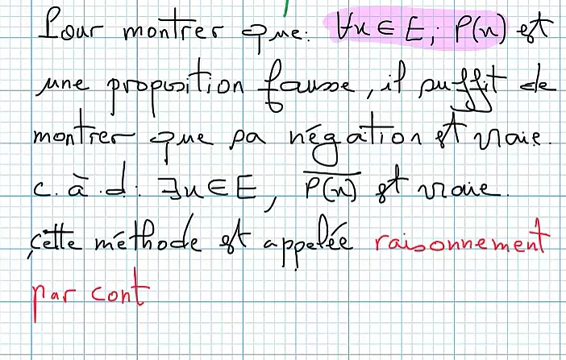 Pour montrer que: ∀x ∈ E; P(x) est
une proposition fausse, il suffit de
montrer que sa négation est vraie.
c.à.d: ∃x ∈ E, P̅(̅x̅)̅ est vraie.
cette méthode est appelée raisonnement
par cont